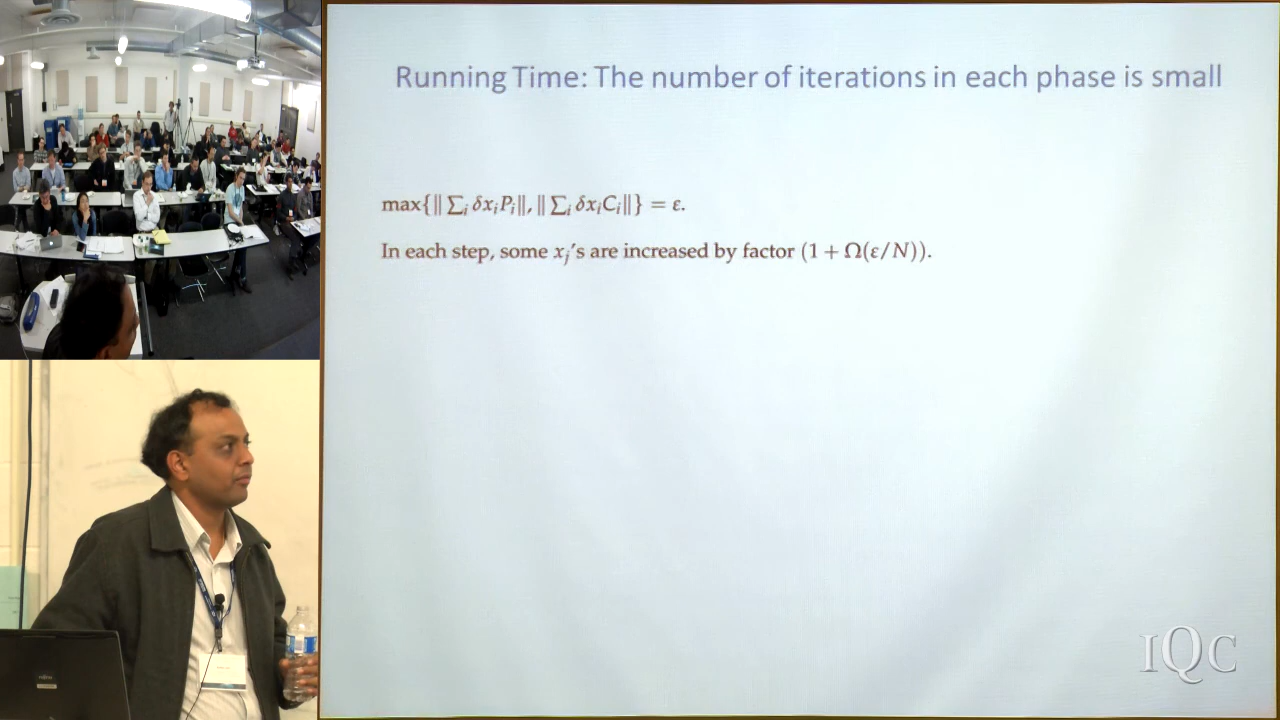 Running Time: The number of iterations in each phase is small
max{‖ ∑ᵢ δxᵢPᵢ‖, ‖ ∑ᵢ δxᵢCᵢ‖} = ε.
In each step, some xⱼ's are increased by factor (1 + Ω(ε/N)).
IQC